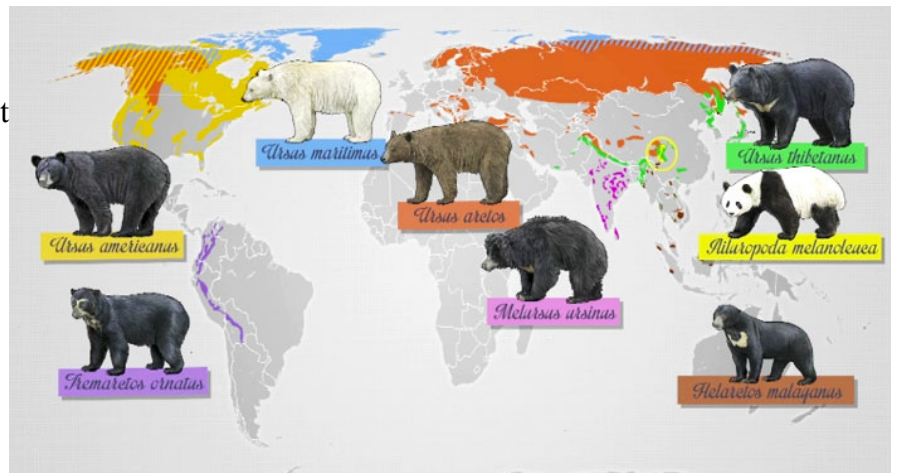 t
Ursus maritimus
Ursus thibetanus
Ursus arctos
Ursus americanus
Ailuropoda melanoleuca
Melursus ursinus
Tremarctos ornatus
Helarctos malayanus